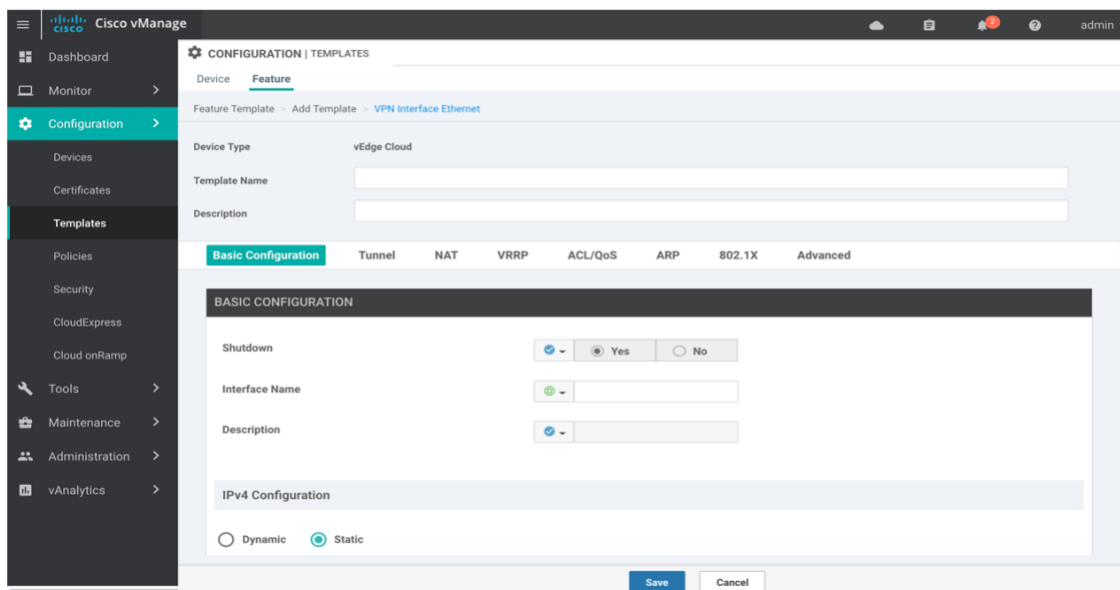 cisco Cisco vManage
2
admin
Dashboard
Monitor
Configuration
Devices
Certificates
Templates
Policies
Security
CloudExpress
Cloud onRamp
Tools
Maintenance
Administration
vAnalytics
CONFIGURATION | TEMPLATES
Device Feature
Feature Template > Add Template > VPN Interface Ethernet
Device Type vEdge Cloud
Template Name
Description
Basic Configuration Tunnel NAT VRRP ACL/QoS ARP 802.1X Advanced
BASIC CONFIGURATION
Shutdown Yes No
Interface Name
Description
IPv4 Configuration
Dynamic Static
Save Cancel